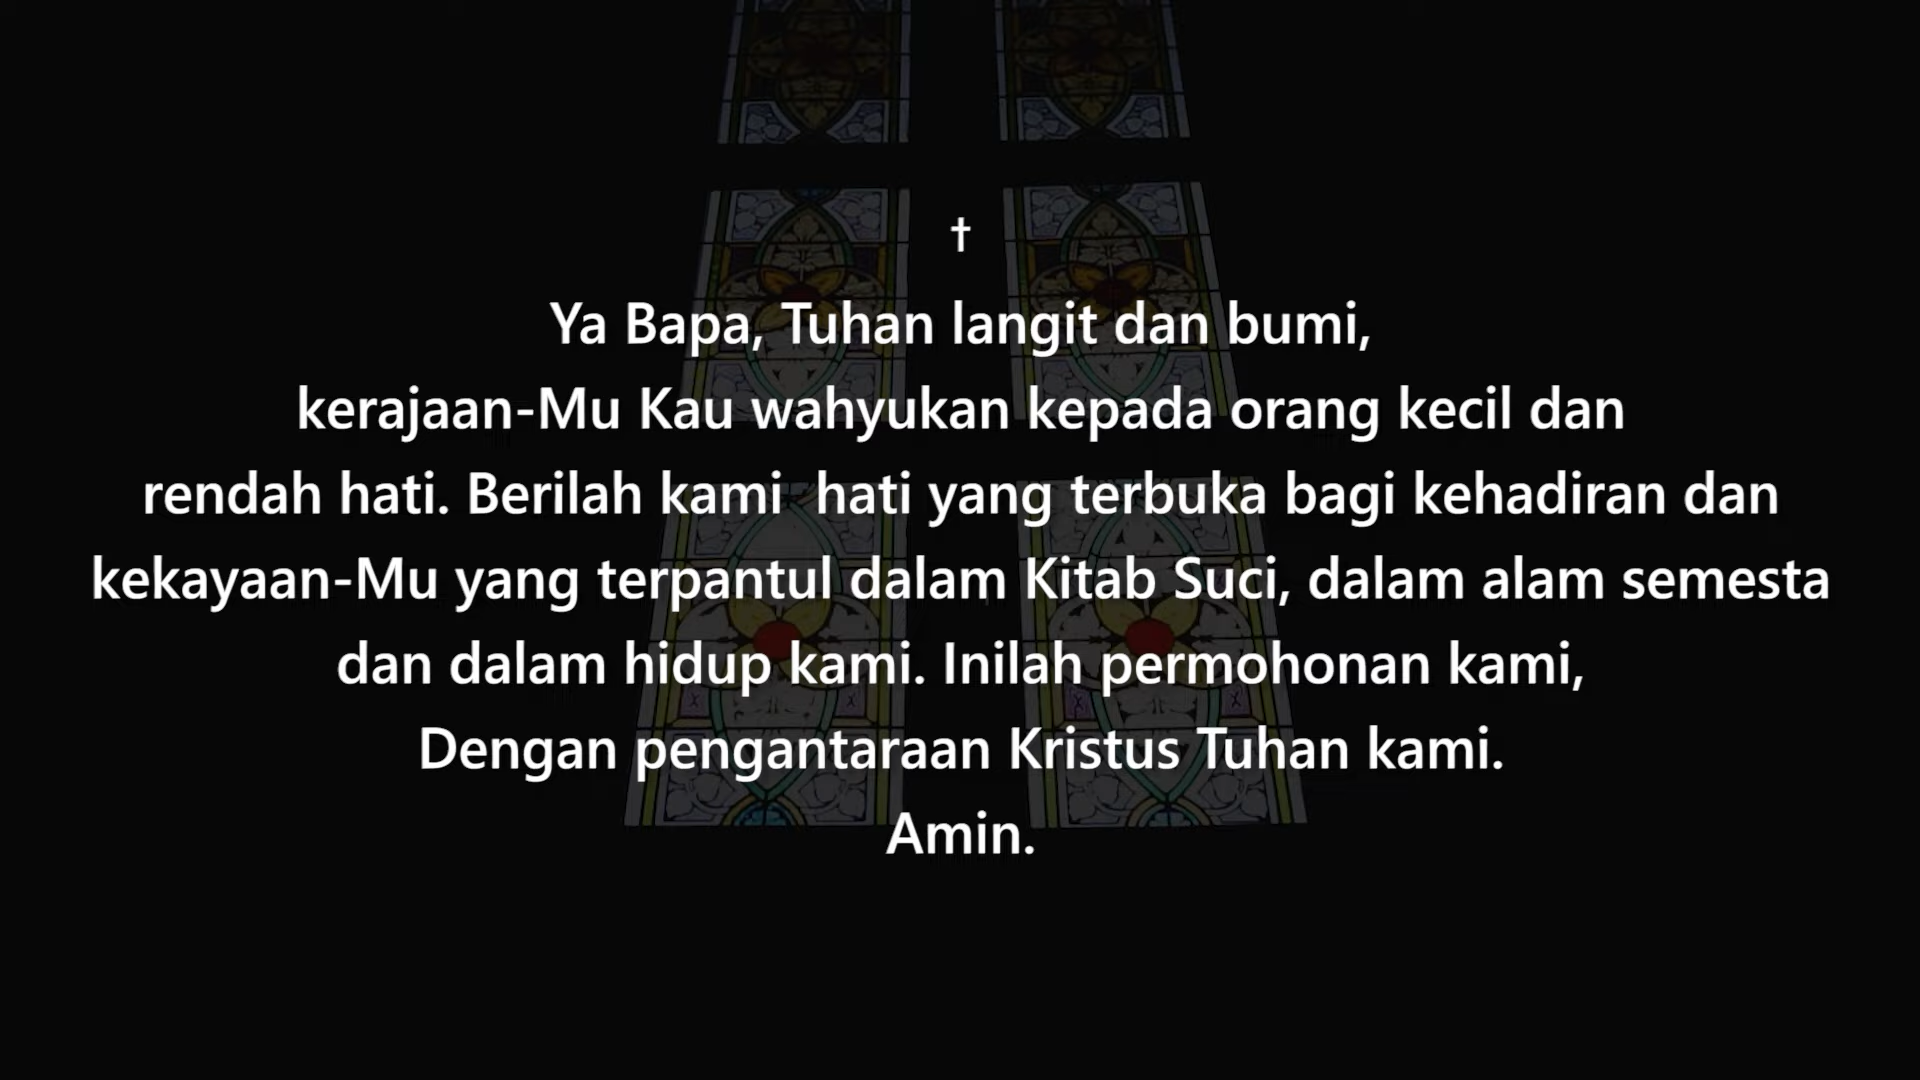 †
Ya Bapa, Tuhan langit dan bumi,
kerajaan-Mu Kau wahyukan kepada orang kecil dan
rendah hati. Berilah kami  hati yang terbuka bagi kehadiran dan
kekayaan-Mu yang terpantul dalam Kitab Suci, dalam alam semesta
dan dalam hidup kami. Inilah permohonan kami,
Dengan pengantaraan Kristus Tuhan kami.
Amin.